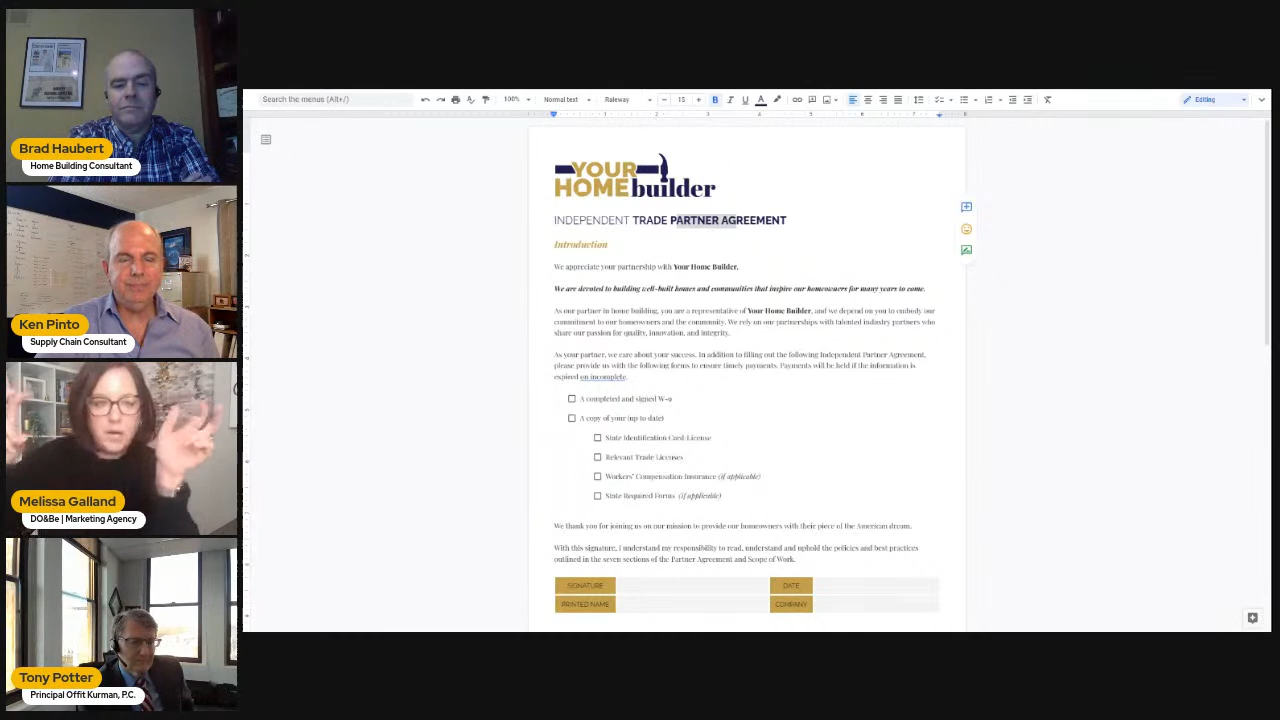 Brad Haubert
Home Building Consultant
Ken Pinto
Supply Chain Consultant
Melissa Galland
DO&Be | Marketing Agency
Tony Potter
Principal Offit Kurman, P.C.
Search the menus (Alt+/)
100%
Normal text
Raleway
15
B I U A
Editing
1 2 3 4 5 6 7 8
YOUR
HOMEbuilder
INDEPENDENT TRADE PARTNER AGREEMENT
Introduction
We appreciate your partnership with Your Home Builder.
We are devoted to building well-built homes and communities that inspire our homeowners for many years to come.
As our partner in home building, you are a representative of Your Home Builder, and we depend on you to embody our
commitment to our homeowners and the community. We rely on our partnerships with talented industry partners who
share our passion for quality, innovation, and integrity.
As your partner, we care about your success. In addition to filling out the following Independent Partner Agreement,
please provide us with the following forms to ensure timely payments. Payments will be held if the information is
expired on incomplete.
A completed and signed W-9
A copy of your (up to date)
State Identification Card/License
Relevant Trade Licenses
Workers' Compensation Insurance (if applicable)
State Required Forms (if applicable)
We thank you for joining us on our mission to provide our homeowners with their piece of the American dream.
With this signature, I understand my responsibility to read, understand and uphold the policies and best practices
outlined in the seven sections of the Partner Agreement and Scope of Work.
SIGNATURE DATE
PRINTED NAME COMPANY